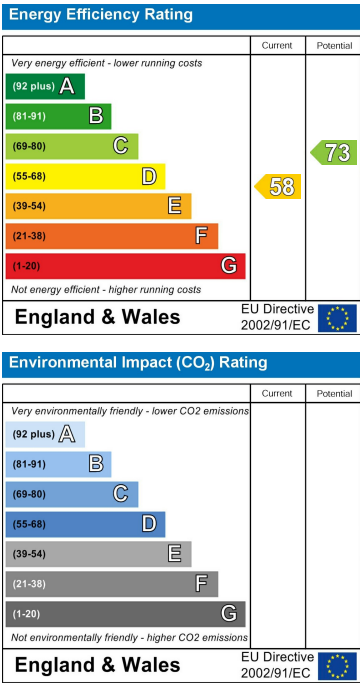 Energy Efficiency Rating
Current Potential
Very energy efficient - lower running costs
(92 plus) A
(81-91) B
(69-80) C
73
(55-68) D
58
(39-54) E
(21-38) F
(1-20) G
Not energy efficient - higher running costs
England & Wales
EU Directive
2002/91/EC
Environmental Impact (CO₂) Rating
Current Potential
Very environmentally friendly - lower CO2 emissions
(92 plus) A
(81-91) B
(69-80) C
(55-68) D
(39-54) E
(21-38) F
(1-20) G
Not environmentally friendly - higher CO2 emissions
England & Wales
EU Directive
2002/91/EC